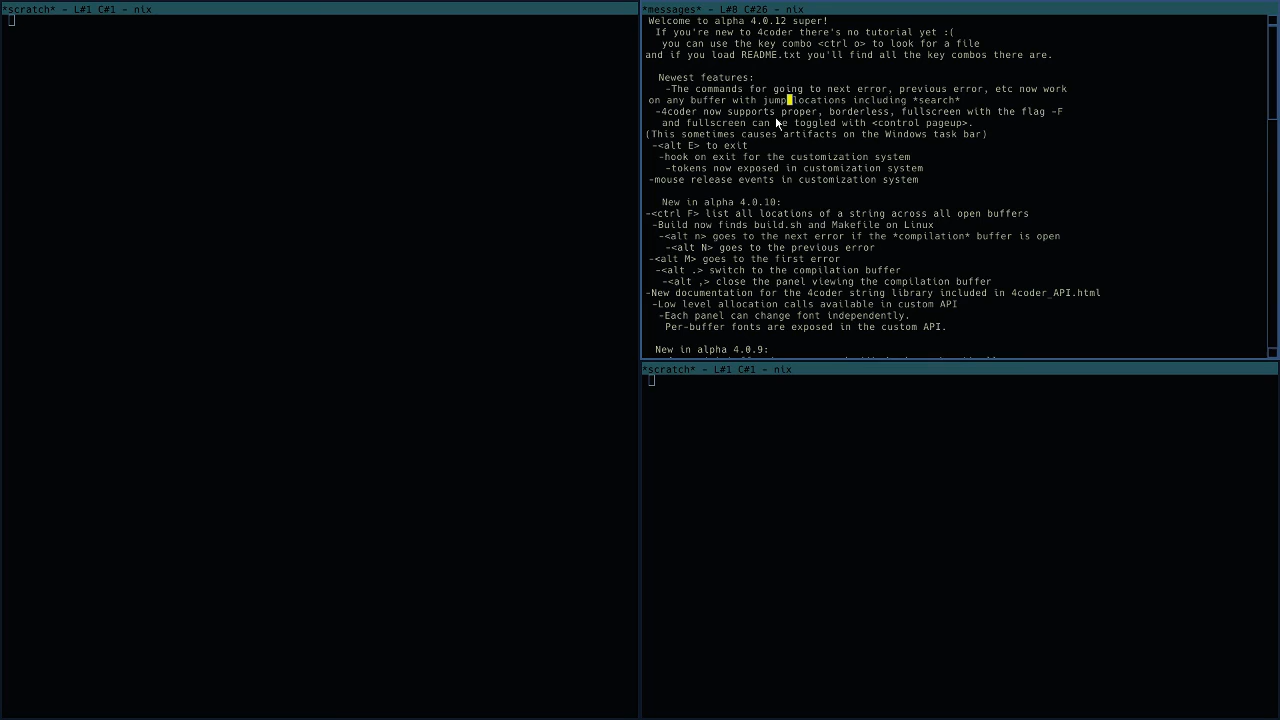 *scratch* - L#1 C#1 - nix
*messages* - L#8 C#26 - nix
Welcome to alpha 4.0.12 super!
If you're new to 4coder there's no tutorial yet :(
you can use the key combo <ctrl o> to look for a file
and if you load README.txt you'll find all the key combos there are.
Newest features:
-The commands for going to next error, previous error, etc now work
on any buffer with jump locations including *search*
-4coder now supports proper, borderless, fullscreen with the flag -F
and fullscreen can be toggled with <control pageup>.
(This sometimes causes artifacts on the Windows task bar)
-<alt E> to exit
-hook on exit for the customization system
-tokens now exposed in customization system
-mouse release events in customization system
New in alpha 4.0.10:
-<ctrl F> list all locations of a string across all open buffers
-Build now finds build.sh and Makefile on Linux
-<alt n> goes to the next error if the *compilation* buffer is open
-<alt N> goes to the previous error
-<alt M> goes to the first error
-<alt .> switch to the compilation buffer
-<alt ,> close the panel viewing the compilation buffer
-New documentation for the 4coder string library included in 4coder_API.html
-Low level allocation calls available in custom API
-Each panel can change font independently.
Per-buffer fonts are exposed in the custom API.
New in alpha 4.0.9:
*scratch* - L#1 C#1 - nix